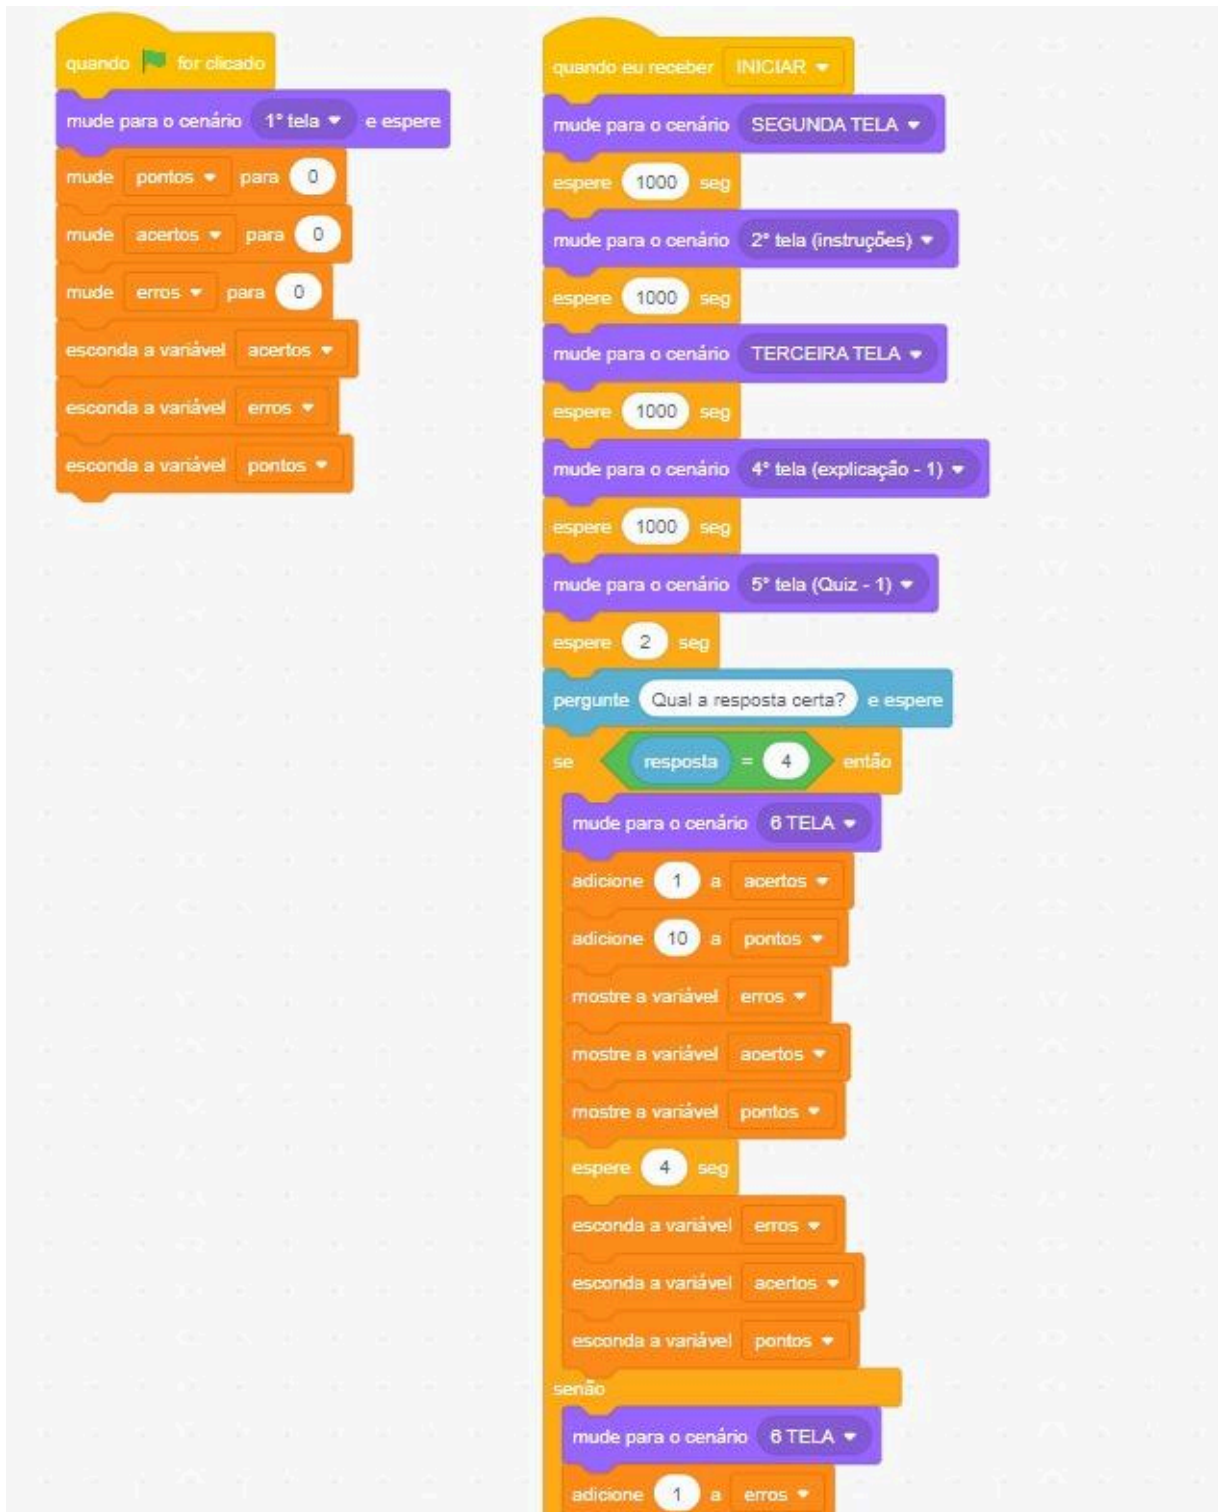 quando for clicado
mude para o cenário 1° tela e espere
mude pontos para 0
mude acertos para 0
mude erros para 0
esconda a variável acertos
esconda a variável erros
esconda a variável pontos
quando eu receber INICIAR
mude para o cenário SEGUNDA TELA
espere 1000 seg
mude para o cenário 2° tela (instruções)
espere 1000 seg
mude para o cenário TERCEIRA TELA
espere 1000 seg
mude para o cenário 4° tela (explicação - 1)
espere 1000 seg
mude para o cenário 5° tela (Quiz - 1)
espere 2 seg
pergunte Qual a resposta certa? e espere
se resposta = 4 então
mude para o cenário 6 TELA
adicione 1 a acertos
adicione 10 a pontos
mostre a variável erros
mostre a variável acertos
mostre a variável pontos
espere 4 seg
esconda a variável erros
esconda a variável acertos
esconda a variável pontos
senão
mude para o cenário 6 TELA
adicione 1 a erros